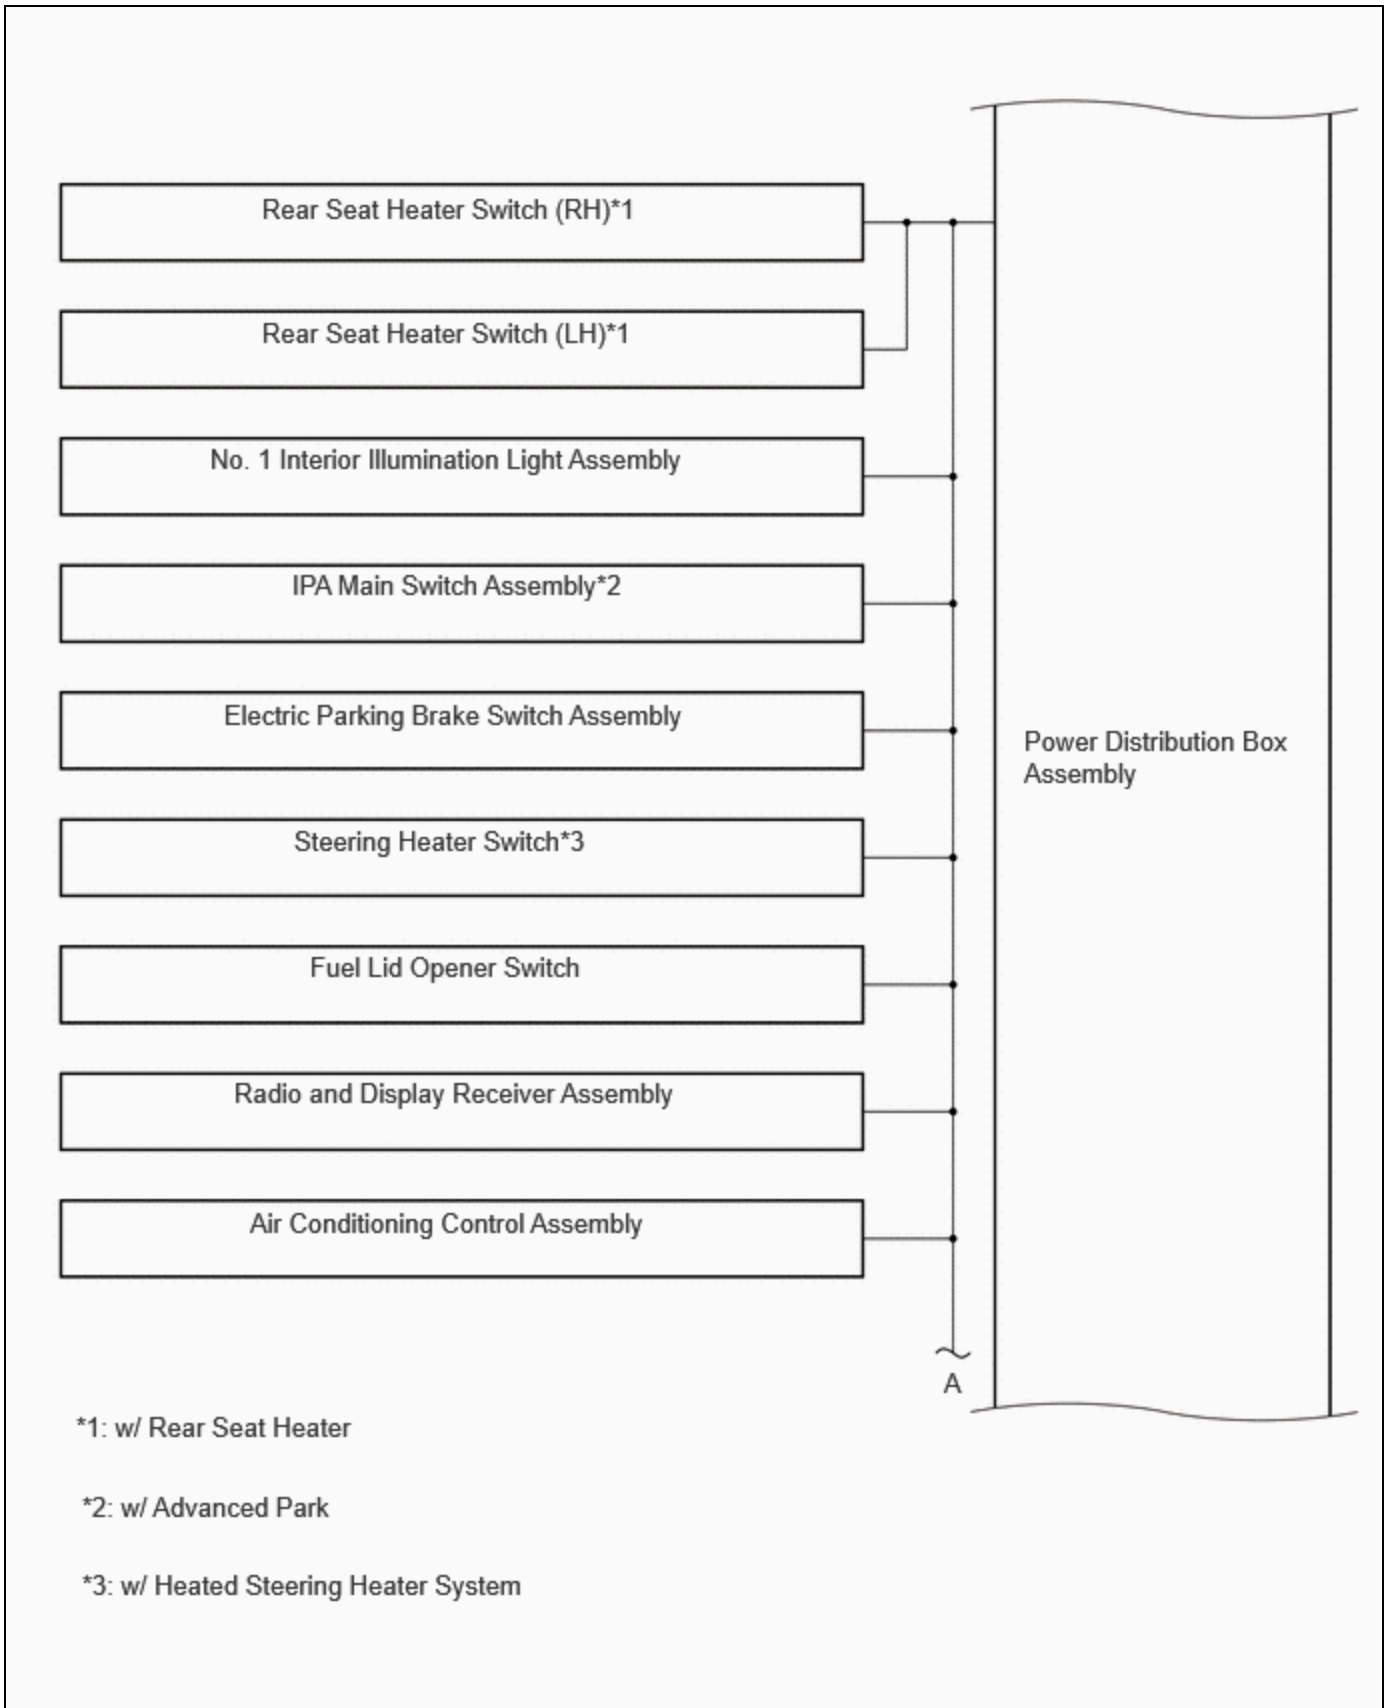 Rear Seat Heater Switch (RH)*1
Rear Seat Heater Switch (LH)*1
No. 1 Interior Illumination Light Assembly
IPA Main Switch Assembly*2
Electric Parking Brake Switch Assembly
Power Distribution Box
Assembly
Steering Heater Switch*3
Fuel Lid Opener Switch
Radio and Display Receiver Assembly
Air Conditioning Control Assembly
A
*1: w/ Rear Seat Heater
*2: w/ Advanced Park
*3: w/ Heated Steering Heater System